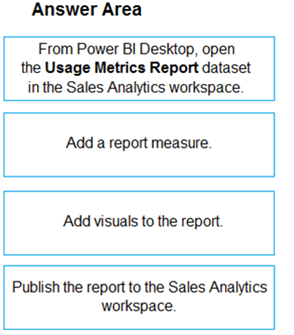 Answer Area
From Power BI Desktop, open
the Usage Metrics Report dataset
in the Sales Analytics workspace.
Add a report measure.
Add visuals to the report.
Publish the report to the Sales Analytics
workspace.